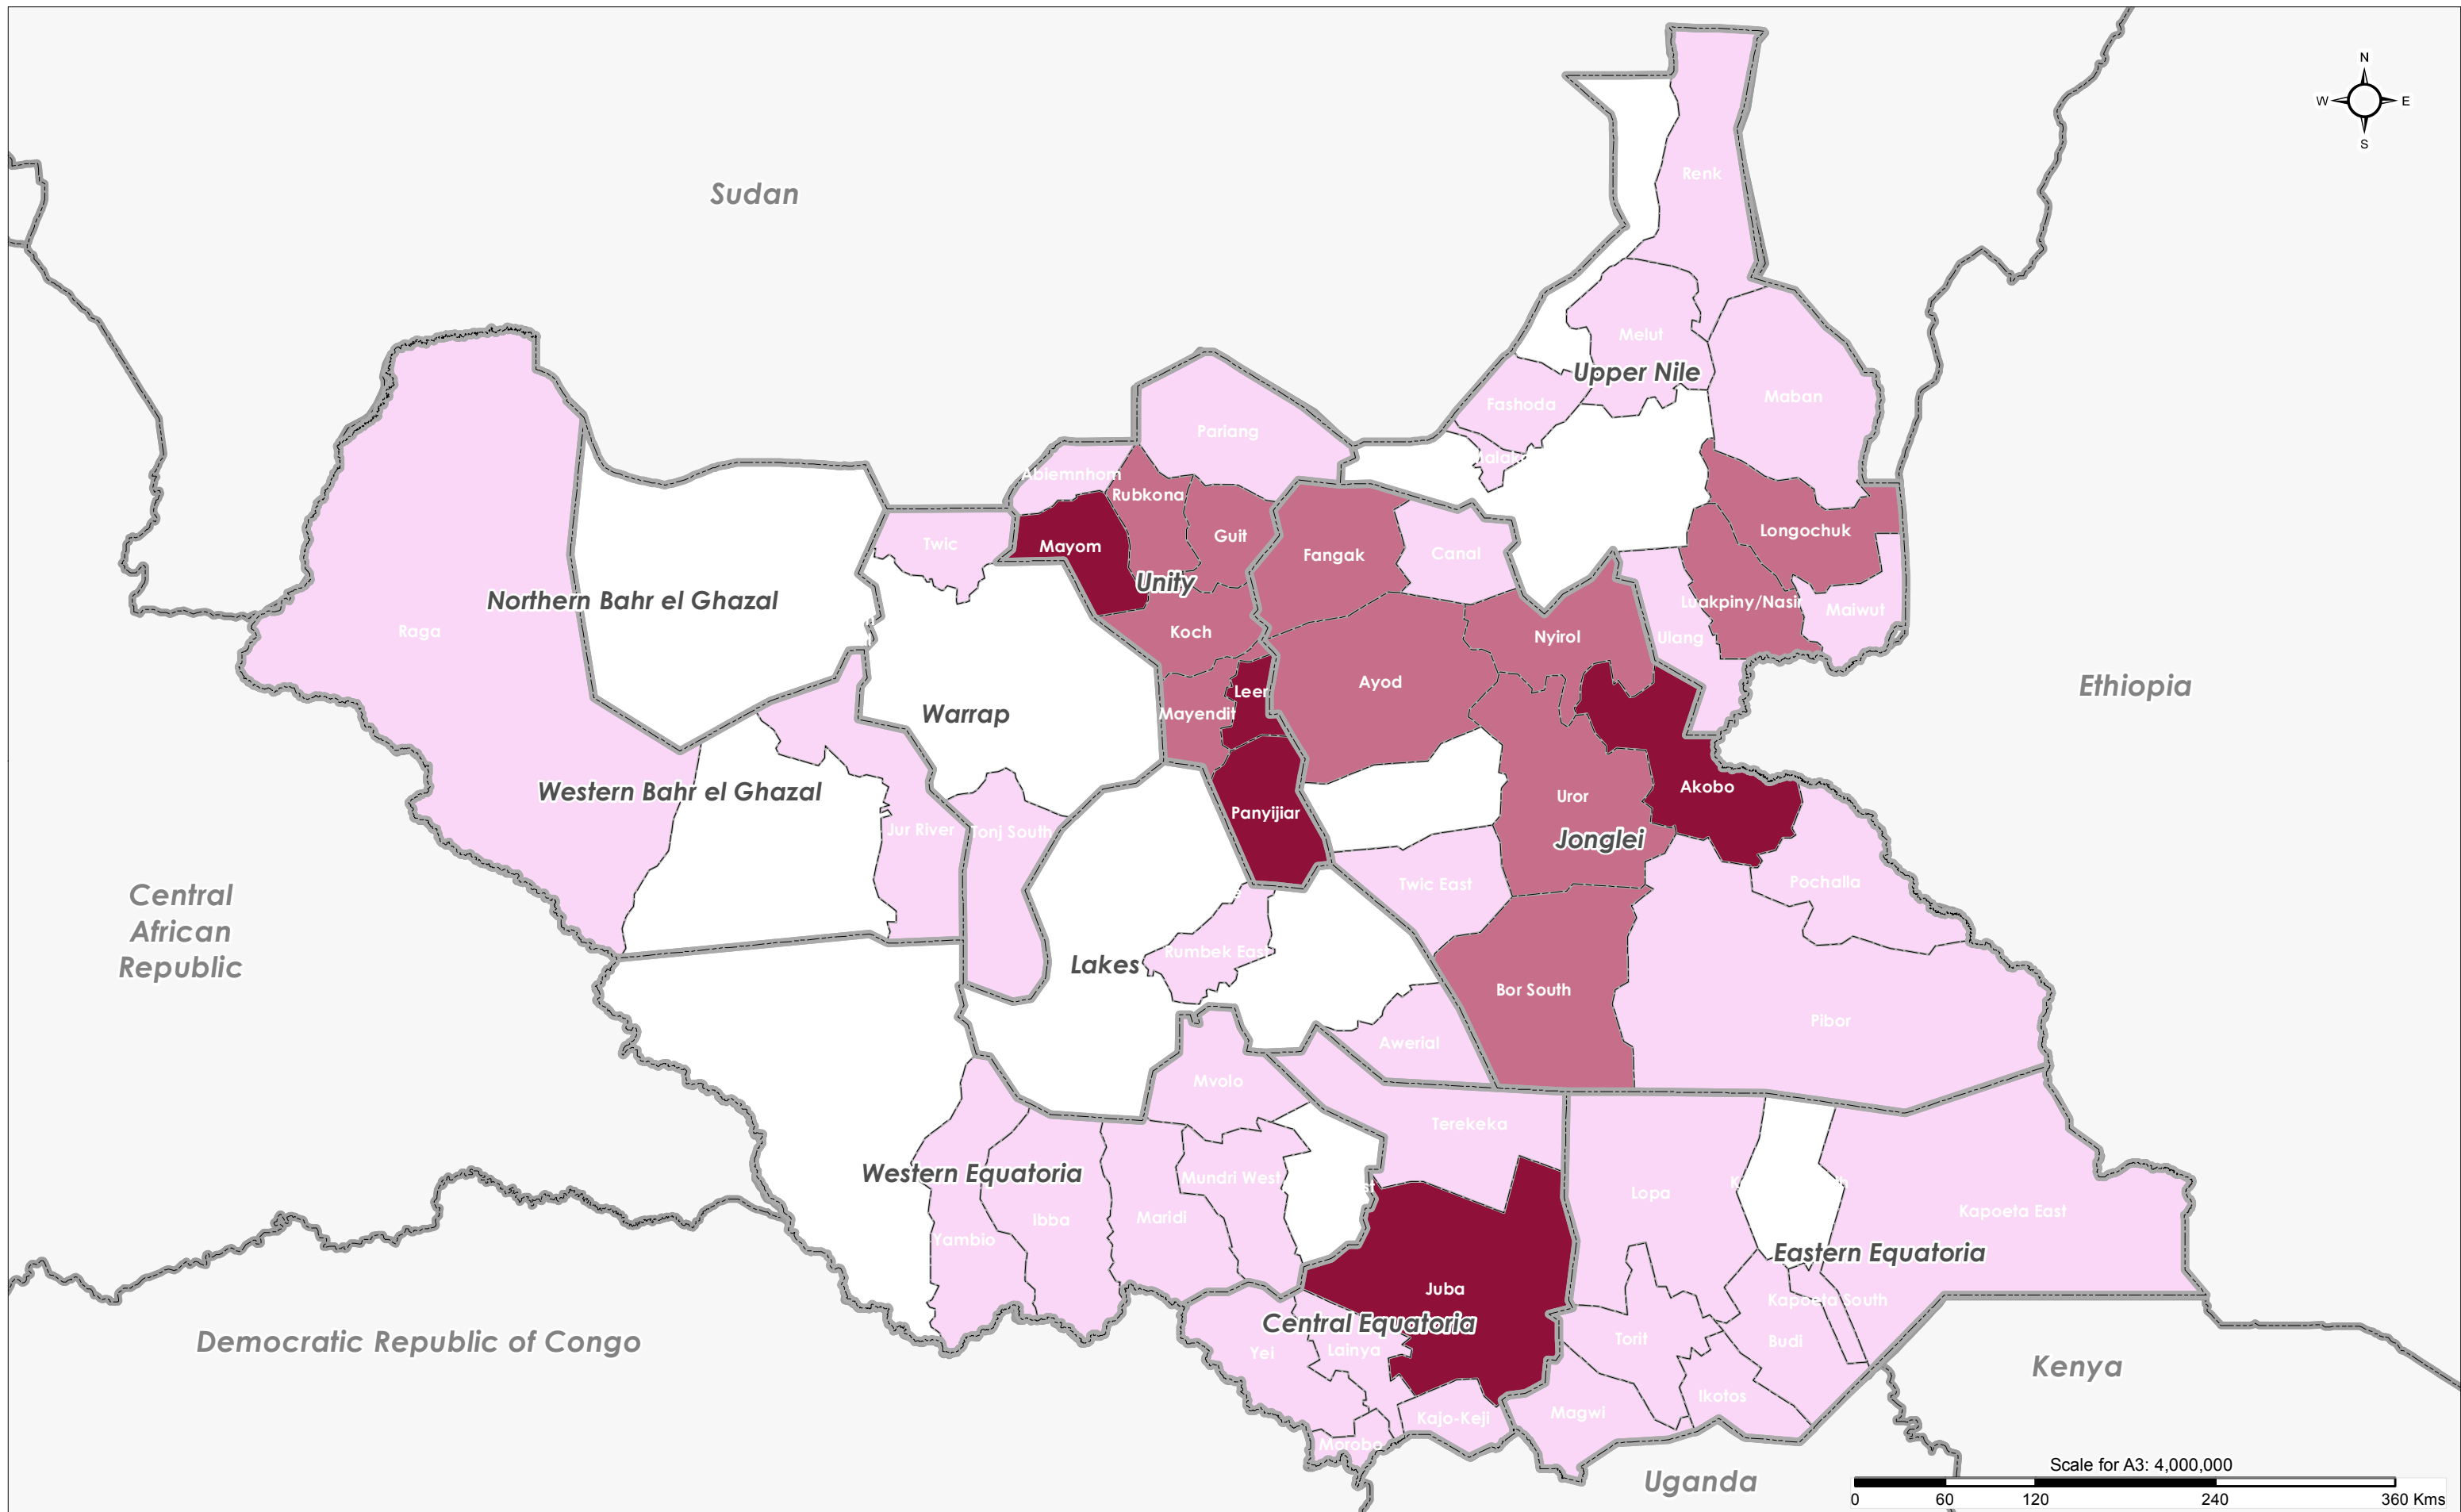 N
W E
S
Sudan
Renk
Melut
Upper Nile
Maban
Fashoda
Pariang
Abiemnhom
Rubkona
Longochuk
Guit
Twic
Mayom
Fangak
Canal
Unity
Northern Bahr el Ghazal
Luakpiny/Nasir
Maiwut
Raga
Koch
Nyirol
Ulang
Ayod
Ethiopia
Leer
Warrap
Mayendit
Akobo
Western Bahr el Ghazal
Uror
Panyijiar
Jur River
Tonj South
Jonglei
Pochalla
Twic East
Central
African
Republic
Rumbek East
Lakes
Bor South
Pibor
Awerial
Mvolo
Terekeka
Western Equatoria
Mundri West
Lopa
Kapoeta East
Ibba
Maridi
Yambio
Eastern Equatoria
Juba
Kapoeta South
Central Equatoria
Democratic Republic of Congo
Torit
Budi
Lainya
Yei
Kenya
Ikotos
Magwi
Kajo-Keji
Morobo
Uganda
Scale for A3: 4,000,000
0 60 120 240 360 Kms